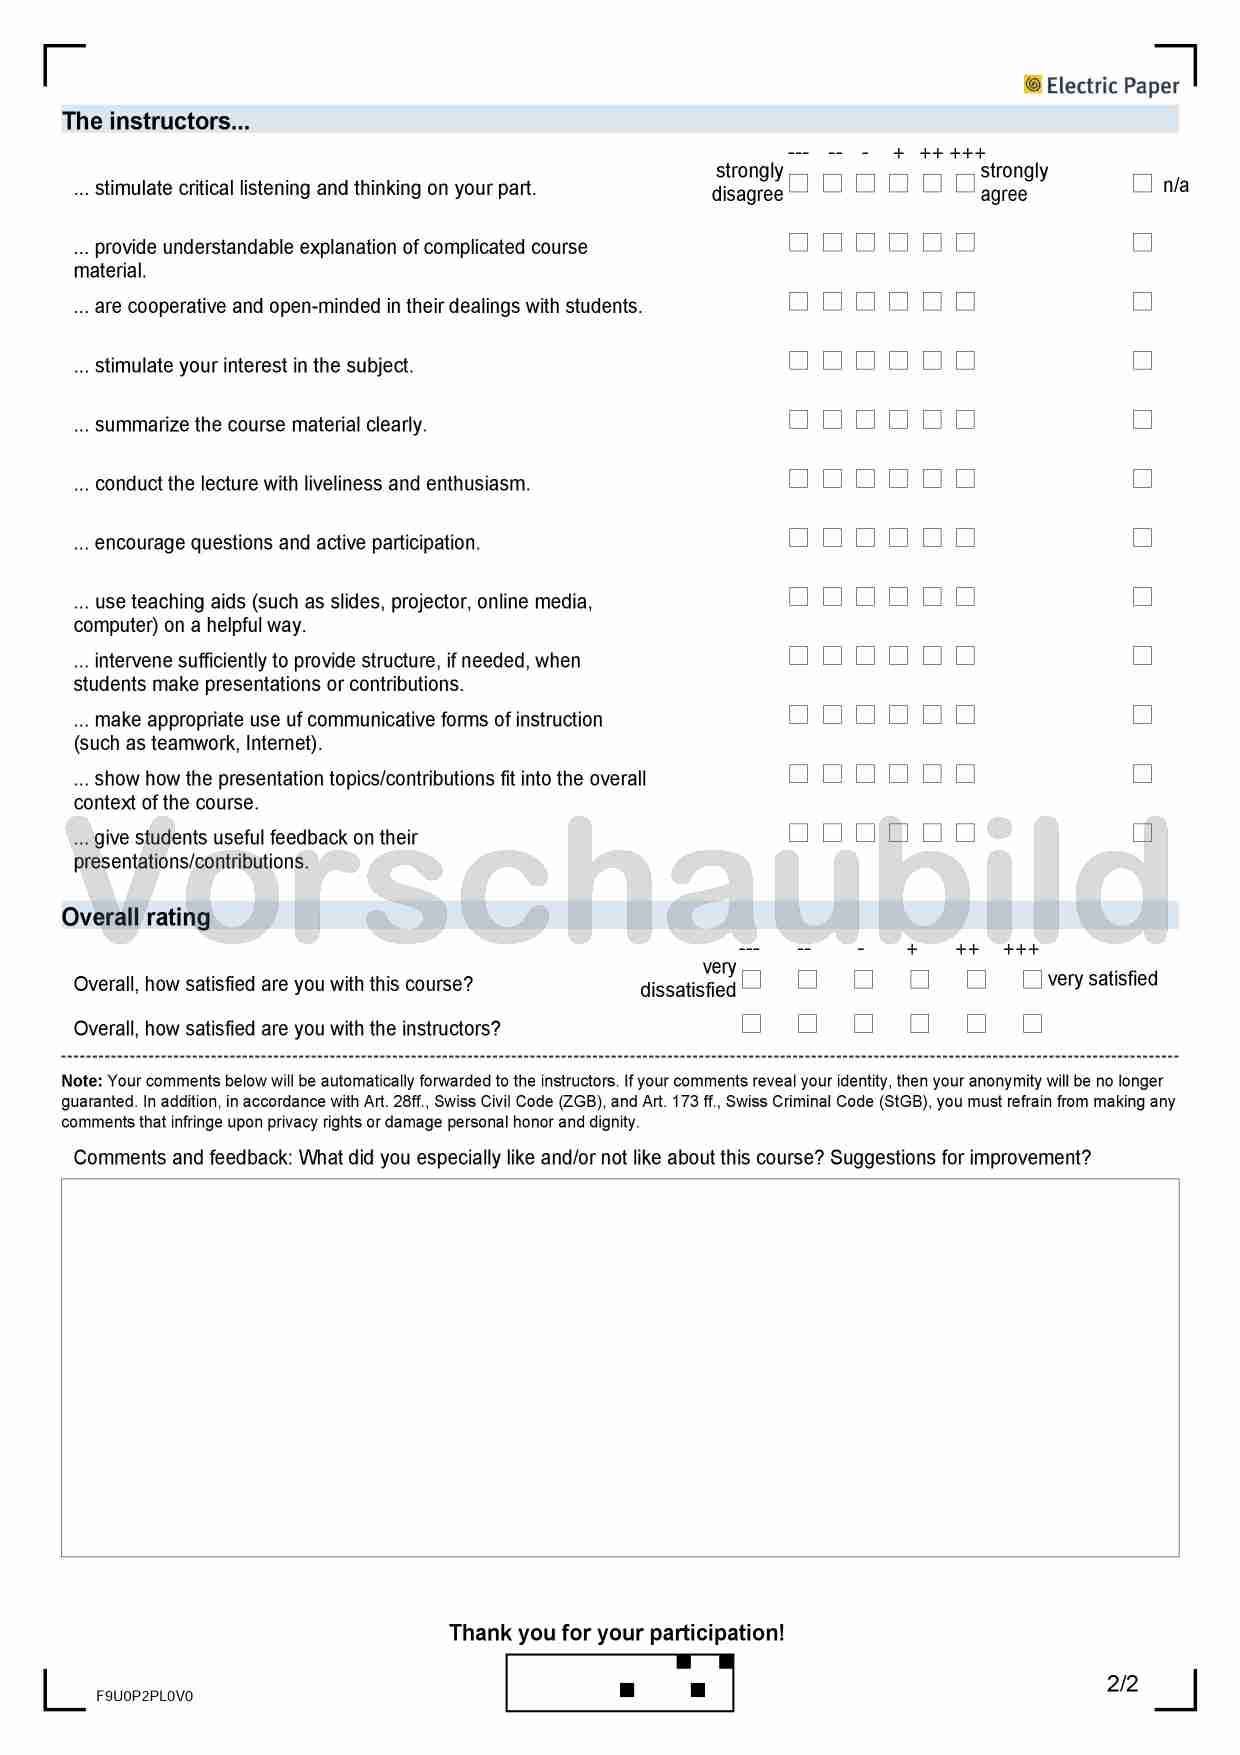 Electric Paper
The instructors...
--- -- - + ++ +++
strongly disagree
strongly agree
n/a
... stimulate critical listening and thinking on your part.
... provide understandable explanation of complicated course
material.
... are cooperative and open-minded in their dealings with students.
... stimulate your interest in the subject.
... summarize the course material clearly.
... conduct the lecture with liveliness and enthusiasm.
... encourage questions and active participation.
... use teaching aids (such as slides, projector, online media,
computer) on a helpful way.
... intervene sufficiently to provide structure, if needed, when
students make presentations or contributions.
... make appropriate use uf communicative forms of instruction
(such as teamwork, Internet).
... show how the presentation topics/contributions fit into the overall
context of the course.
... give students useful feedback on their
presentations/contributions.
Vorschaubild
Overall rating
--- -- - + ++ +++
very
dissatisfied
Overall, how satisfied are you with this course?
very satisfied
Overall, how satisfied are you with the instructors?
Note: Your comments below will be automatically forwarded to the instructors. If your comments reveal your identity, then your anonymity will be no longer
guaranteed. In addition, in accordance with Art. 28ff., Swiss Civil Code (ZGB), and Art. 173 ff., Swiss Criminal Code (StGB), you must refrain from making any
comments that infringe upon privacy rights or damage personal honor and dignity.
Comments and feedback: What did you especially like and/or not like about this course? Suggestions for improvement?
Thank you for your participation!
F9U0P2PL0V0
2/2